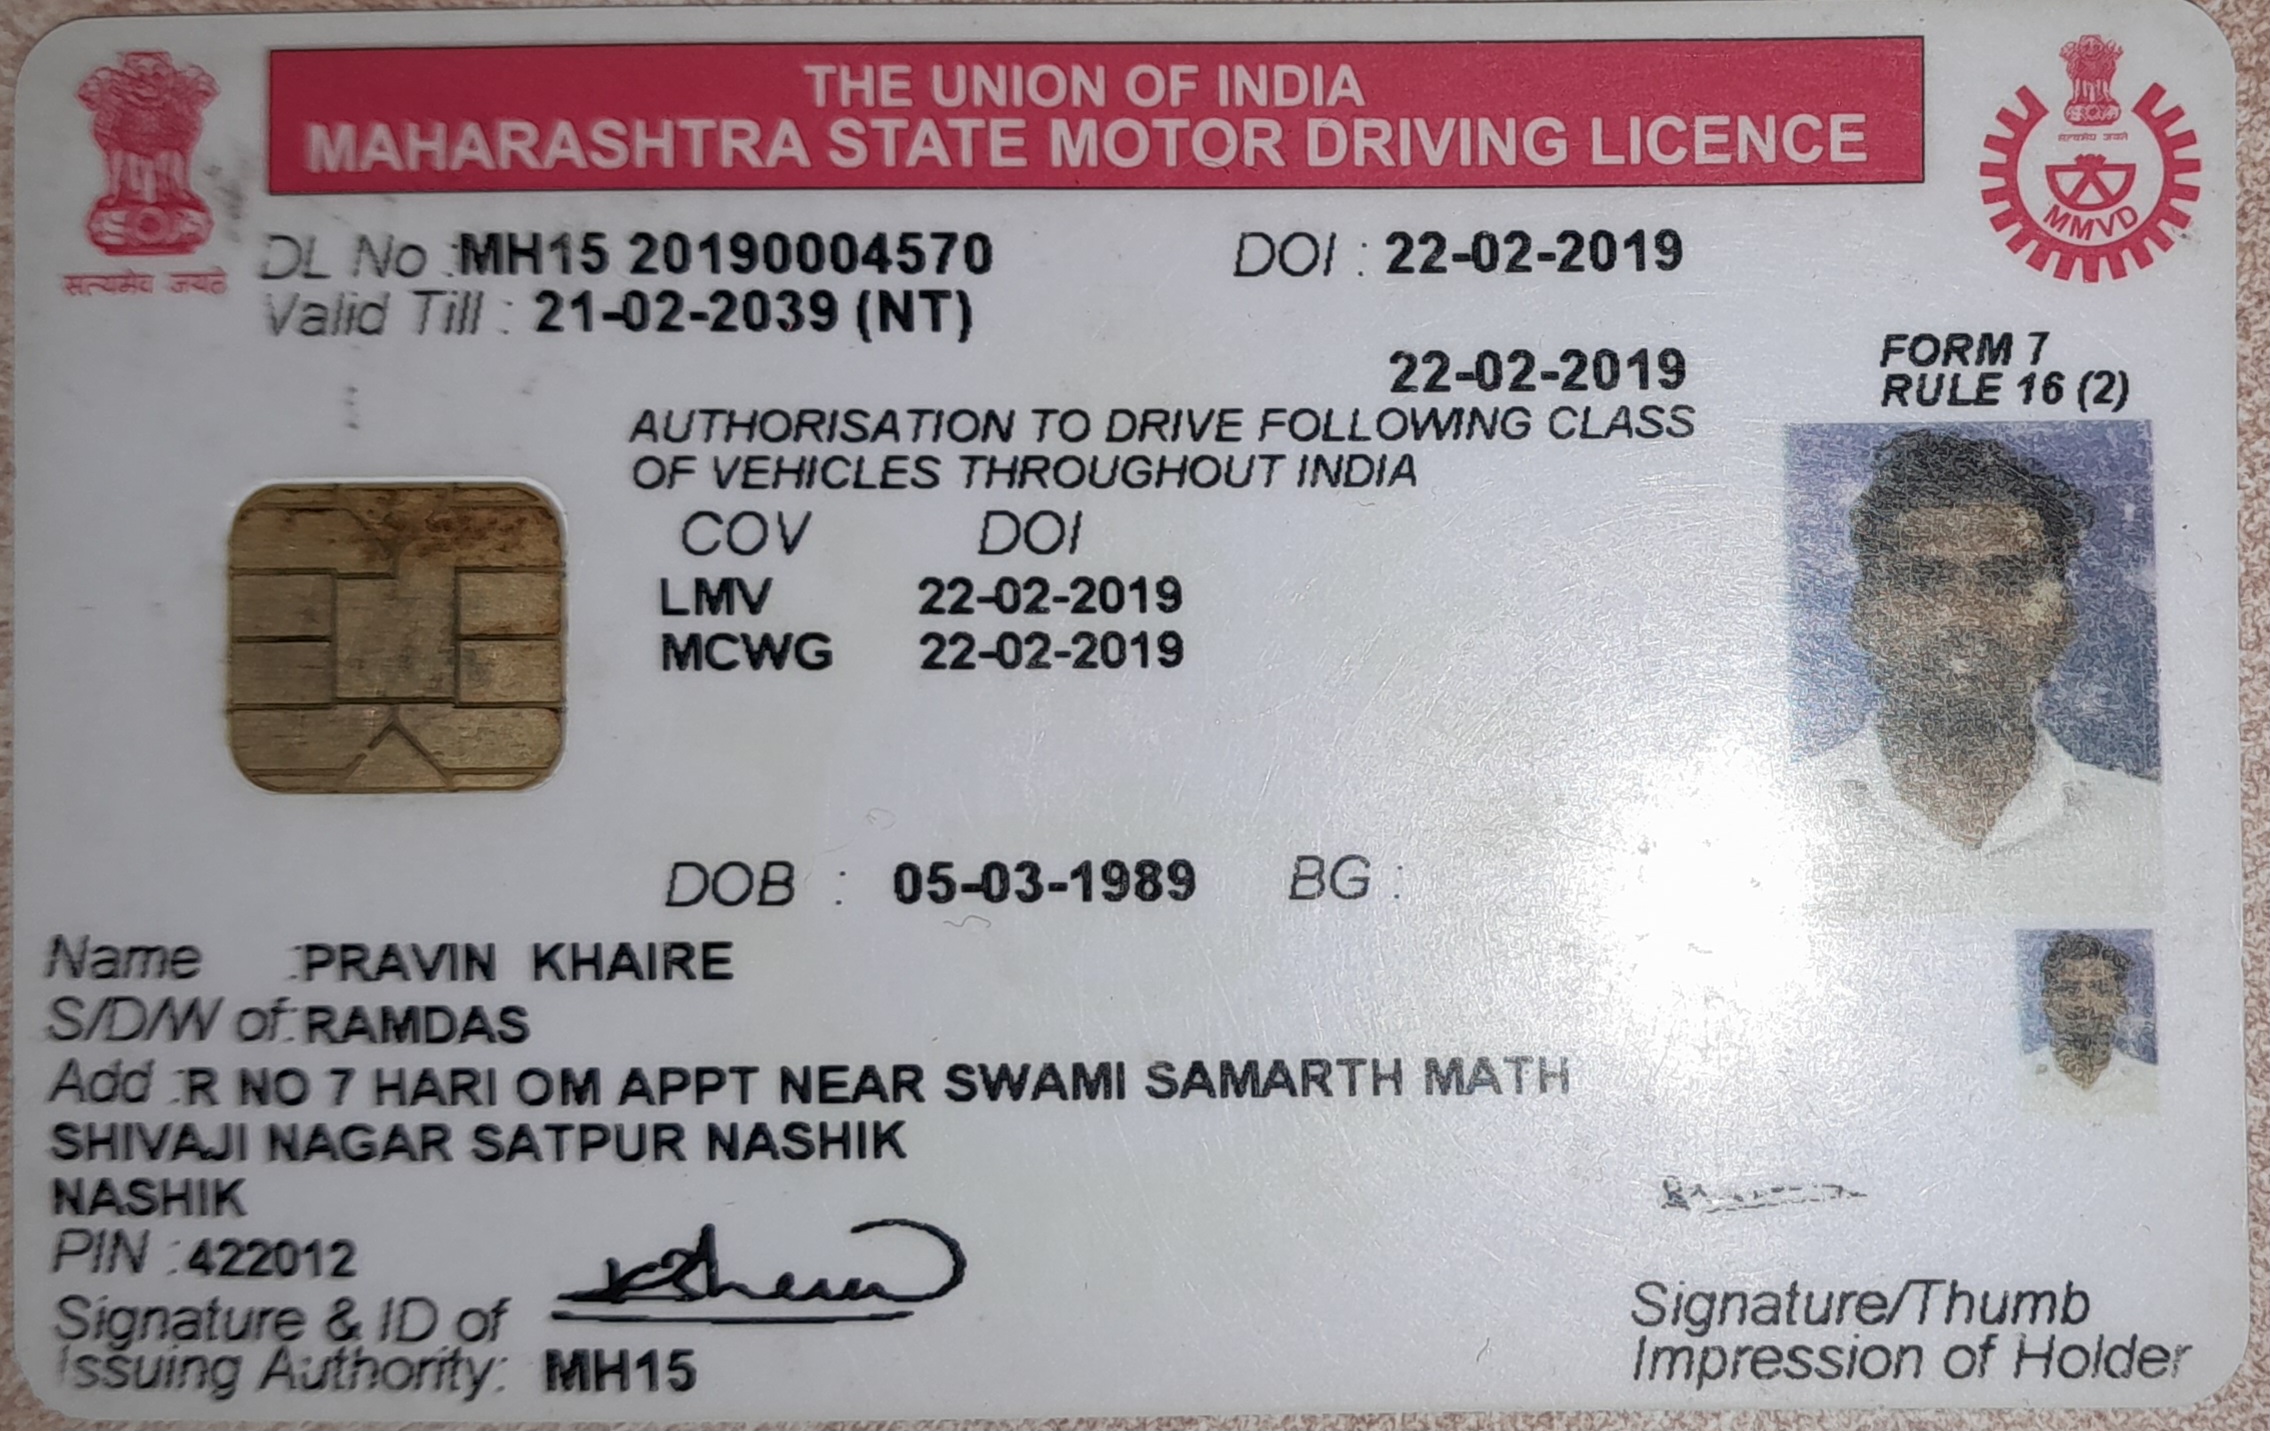 THE UNION OF INDIA
MAHARASHTRA STATE MOTOR DRIVING LICENCE
सत्यमेव जयते
सत्यमेव जयते
MMVD
DL No :MH15 20190004570 DOI : 22-02-2019
Valid Till : 21-02-2039 (NT)
22-02-2019
FORM 7
RULE 16 (2)
AUTHORISATION TO DRIVE FOLLOWING CLASS
OF VEHICLES THROUGHOUT INDIA
COV DOI
LMV 22-02-2019
MCWG 22-02-2019
DOB : 05-03-1989 BG :
Name :PRAVIN KHAIRE
S/D/W of:RAMDAS
Add :R NO 7 HARI OM APPT NEAR SWAMI SAMARTH MATH
SHIVAJI NAGAR SATPUR NASHIK
NASHIK
PIN :422012
Signature & ID of
Issuing Authority: MH15
Signature/Thumb
Impression of Holder